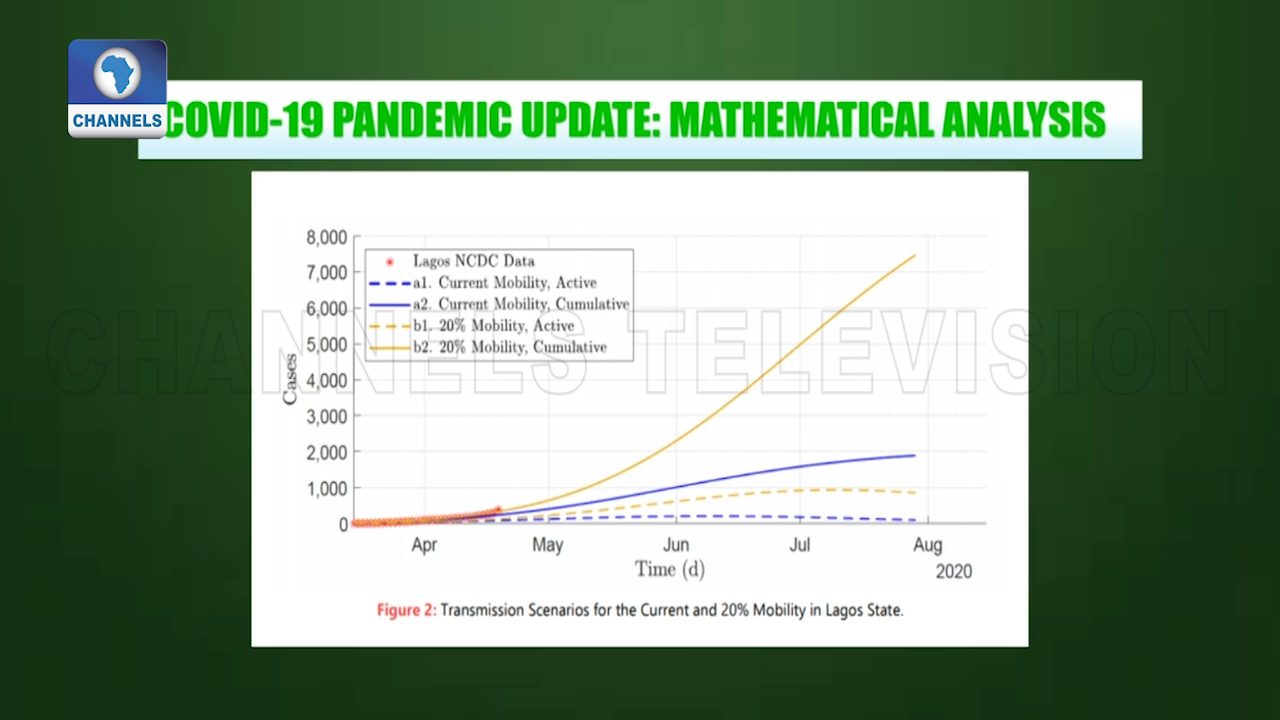 CHANNELS
COVID-19 PANDEMIC UPDATE: MATHEMATICAL ANALYSIS
8,000
7,000
6,000
5,000
4,000
3,000
2,000
1,000
0
Cases
Lagos NCDC Data
a1. Current Mobility, Active
a2. Current Mobility, Cumulative
b1. 20% Mobility, Active
b2. 20% Mobility, Cumulative
CHANNELS TELEVISION
Apr May Jun Jul Aug
Time (d) 2020
Figure 2: Transmission Scenarios for the Current and 20% Mobility in Lagos State.